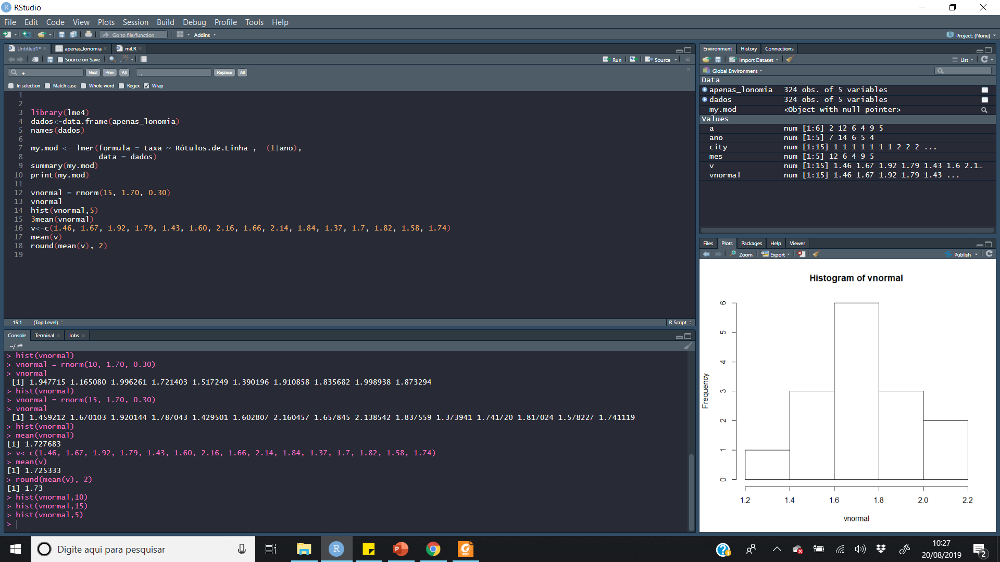 RStudio
File Edit Code View Plots Session Build Debug Profile Tools Help
Go to file/function Addins Project: (None)
Untitled1* apenas_lonomia mil.R
Source on Save Run Source
+ Next Prev All . Replace All
In selection Match case Whole word Regex Wrap
1
2
3 library(lme4)
4 dados<-data.frame(apenas_lonomia)
5 names(dados)
6
7 my.mod <- lmer(formula = taxa ~ Rótulos.de.Linha , (1|ano),
8 data = dados)
9 summary(my.mod)
10 print(my.mod)
11
12 vnormal = rnorm(15, 1.70, 0.30)
13 vnormal
14 hist(vnormal,5)
15 3mean(vnormal)
16 v<-c(1.46, 1.67, 1.92, 1.79, 1.43, 1.60, 2.16, 1.66, 2.14, 1.84, 1.37, 1.7, 1.82, 1.58, 1.74)
17 mean(v)
18 round(mean(v), 2)
19
15:1 (Top Level) R Script
Console Terminal Jobs
~/
> hist(vnormal)
> vnormal = rnorm(10, 1.70, 0.30)
> vnormal
[1] 1.947715 1.165080 1.996261 1.721403 1.517249 1.390196 1.910858 1.835682 1.998938 1.873294
> hist(vnormal)
> vnormal = rnorm(15, 1.70, 0.30)
> vnormal
[1] 1.459212 1.670103 1.920144 1.787043 1.429501 1.602807 2.160457 1.657845 2.138542 1.837559 1.373941 1.741720 1.817024 1.578227 1.741119
> hist(vnormal)
> mean(vnormal)
[1] 1.727683
> v<-c(1.46, 1.67, 1.92, 1.79, 1.43, 1.60, 2.16, 1.66, 2.14, 1.84, 1.37, 1.7, 1.82, 1.58, 1.74)
> mean(v)
[1] 1.725333
> round(mean(v), 2)
[1] 1.73
> hist(vnormal,10)
> hist(vnormal,15)
> hist(vnormal,5)
>
Environment History Connections
Import Dataset List
Global Environment
Data
apenas_lonomia 324 obs. of 5 variables
dados 324 obs. of 5 variables
my.mod <Object with null pointer>
Values
a num [1:6] 2 12 6 4 9 5
ano num [1:5] 7 14 6 5 4
city num [1:15] 1 1 1 1 1 1 1 2 2 2 ...
mes num [1:5] 12 6 4 9 5
v num [1:15] 1.46 1.67 1.92 1.79 1.43 1.6 2.1…
vnormal num [1:15] 1.46 1.67 1.92 1.79 1.43 ...
Files Plots Packages Help Viewer
Zoom Export Publish
Histogram of vnormal
Frequency
6
5
4
3
2
1
0
1.2 1.4 1.6 1.8 2.0 2.2
vnormal
Digite aqui para pesquisar
10:27
20/08/2019
2